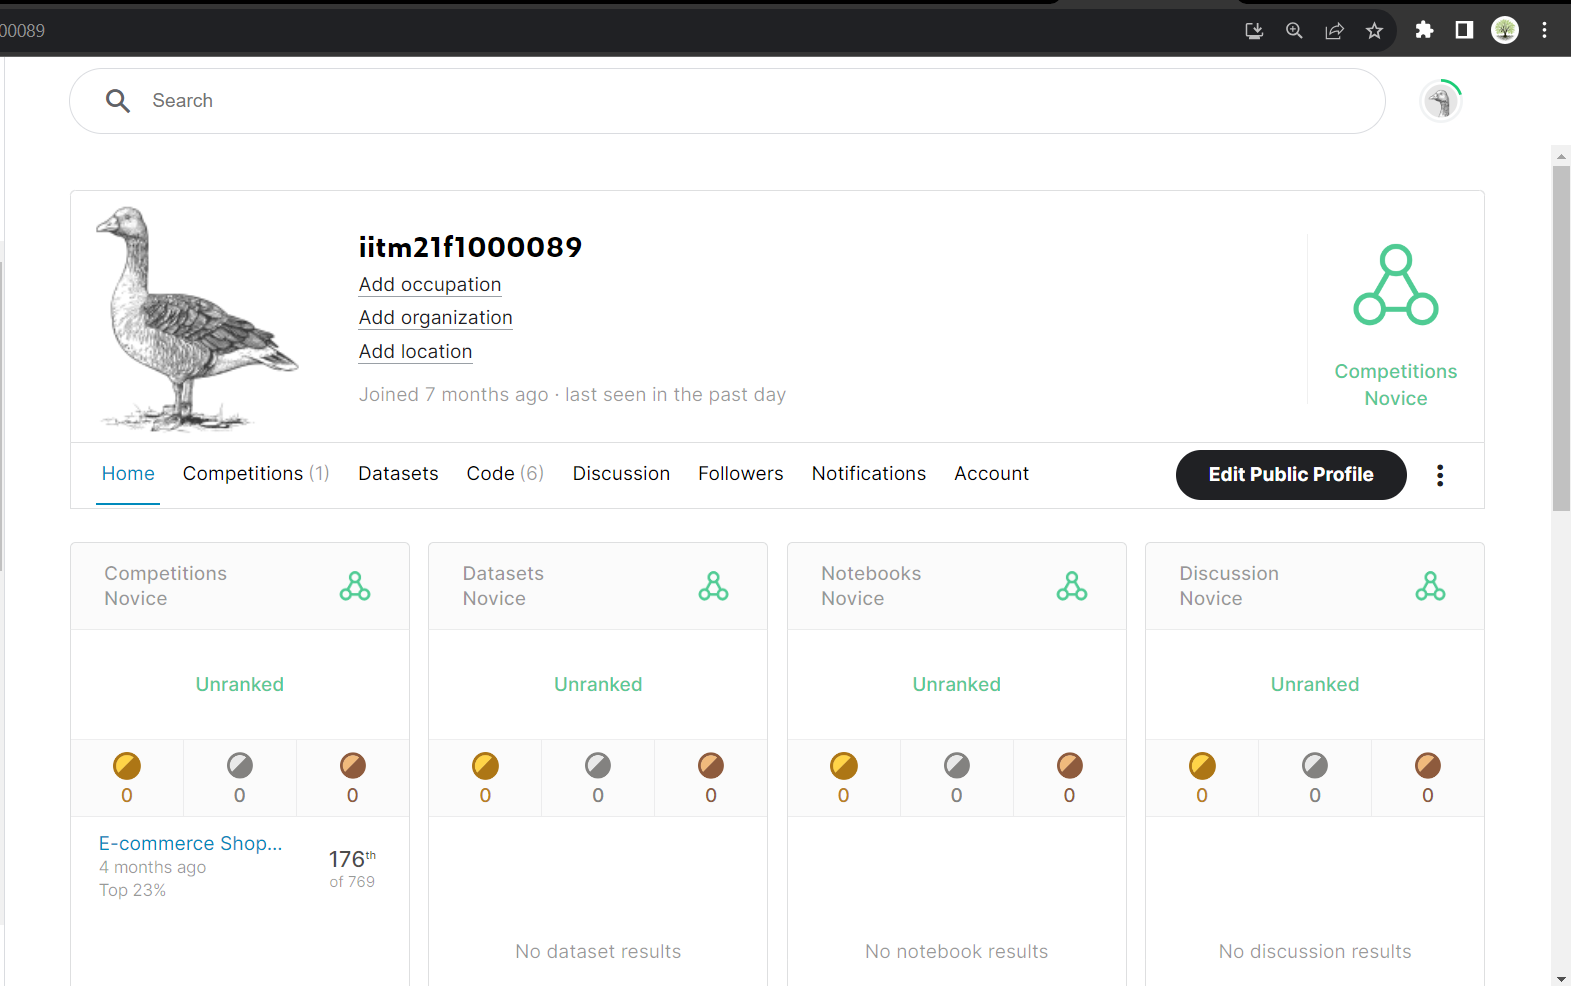 00089
Search
iitm21f1000089
Add occupation
Add organization
Add location
Joined 7 months ago · last seen in the past day
Competitions
Novice
Home Competitions (1) Datasets Code (6) Discussion Followers Notifications Account Edit Public Profile
Competitions
Novice
Unranked
0 0 0
E-commerce Shop...
4 months ago
Top 23%
176th
of 769
Datasets
Novice
Unranked
0 0 0
No dataset results
Notebooks
Novice
Unranked
0 0 0
No notebook results
Discussion
Novice
Unranked
0 0 0
No discussion results